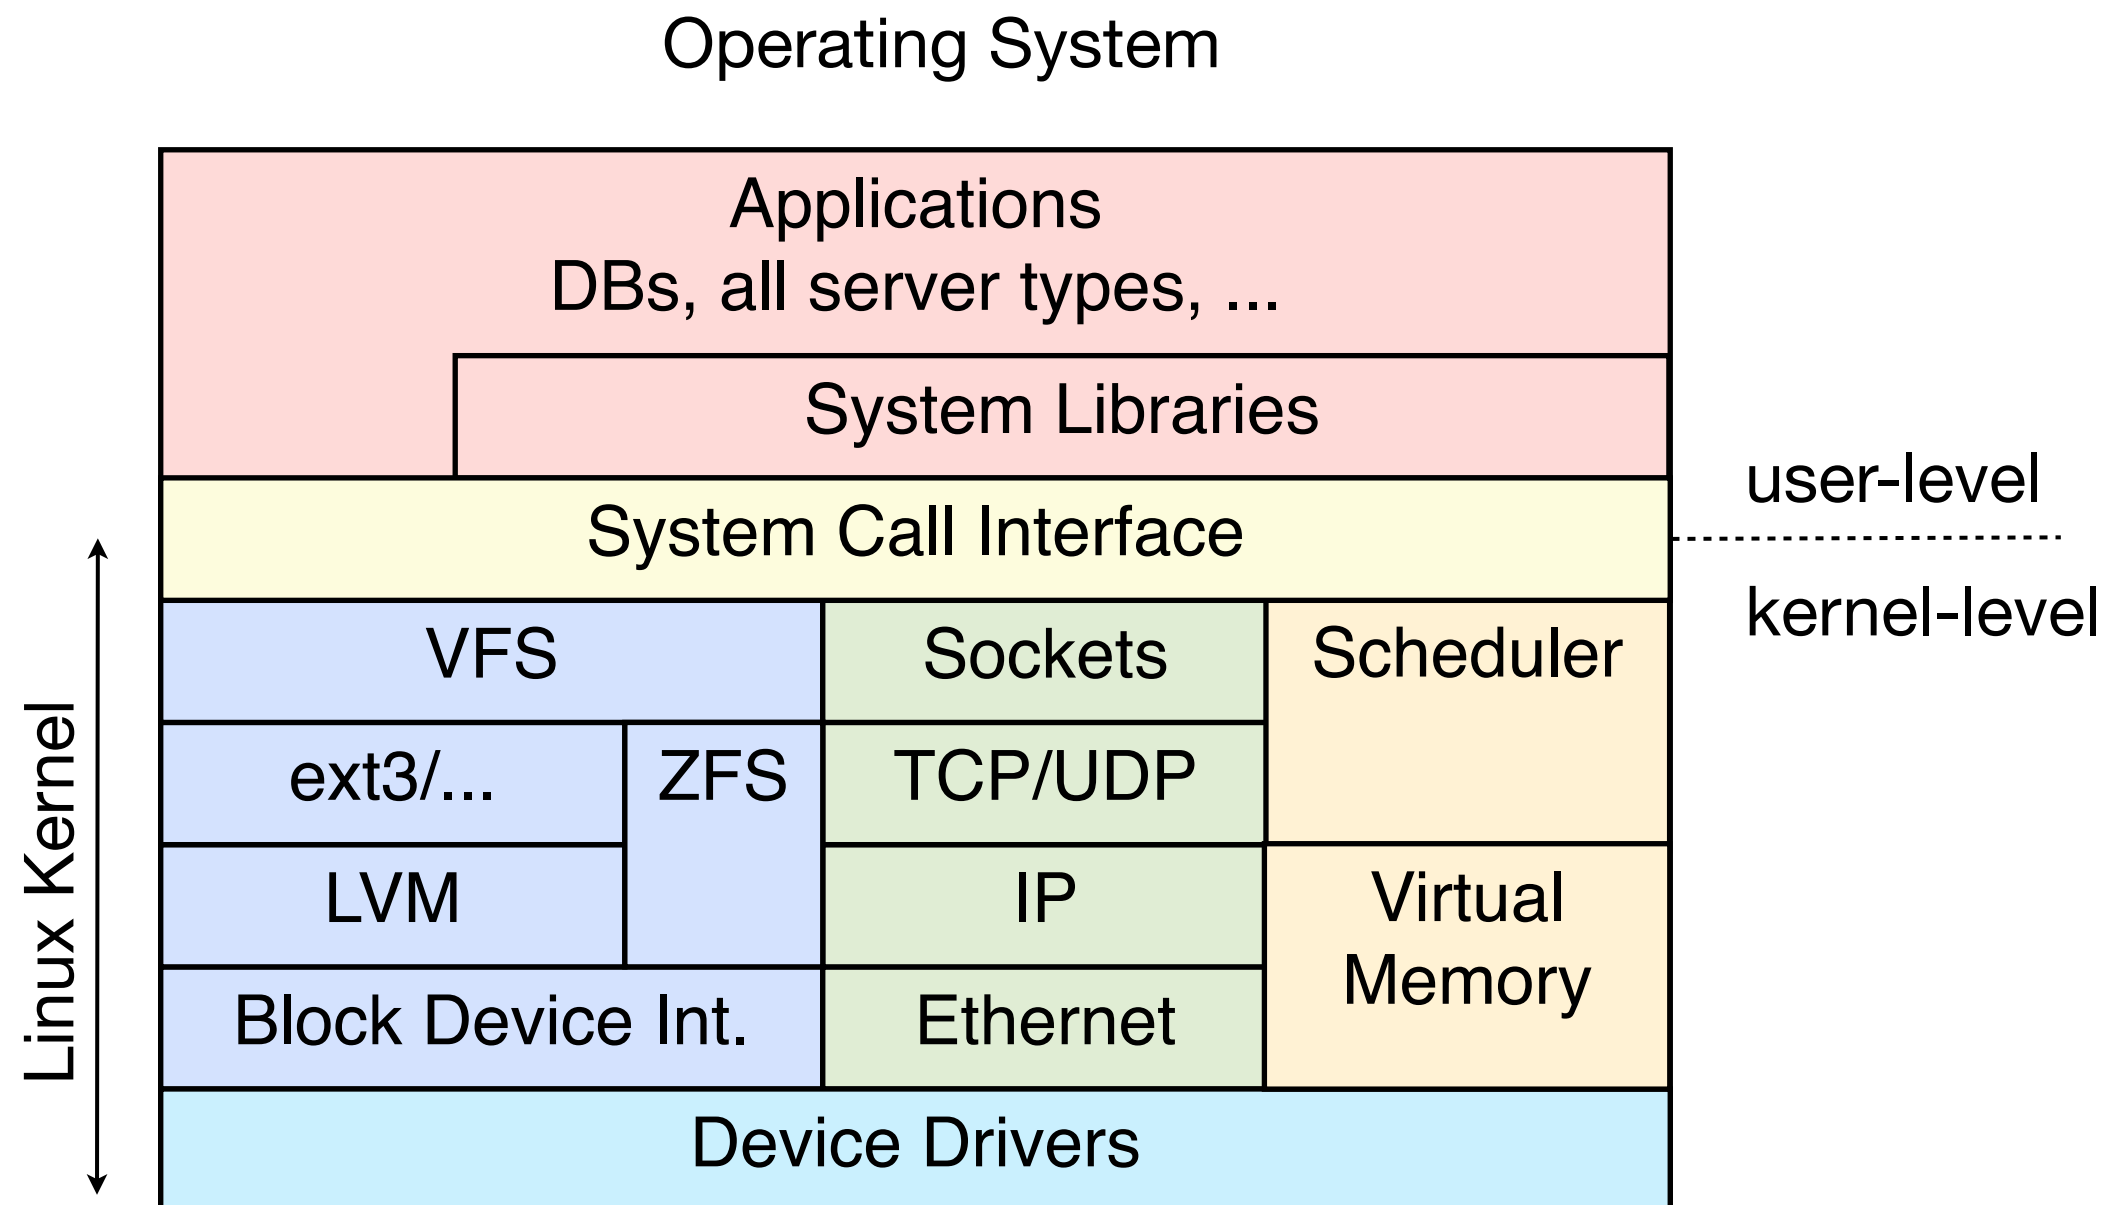 Operating System
Applications
DBs, all server types, ...
System Libraries
user-level
System Call Interface
kernel-level
Linux Kernel
VFS
Sockets
Scheduler
ext3/...
ZFS
TCP/UDP
LVM
IP
Virtual
Memory
Block Device Int.
Ethernet
Device Drivers